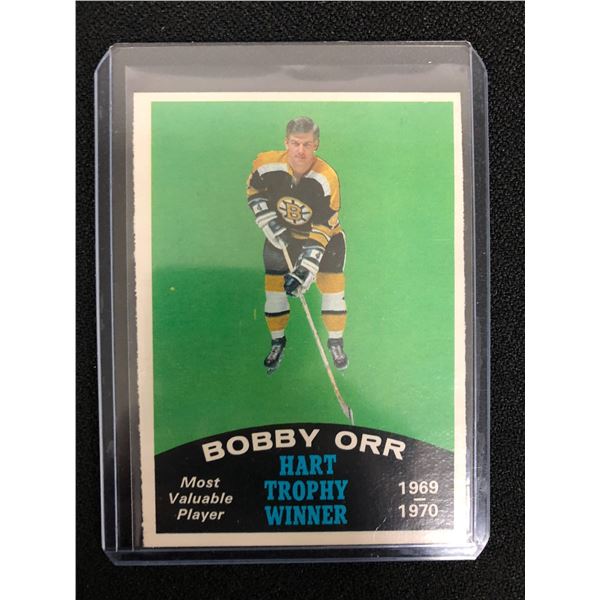 B
BOBBY ORR
HART
TROPHY
WINNER
Most
Valuable
Player
1969
—
1970